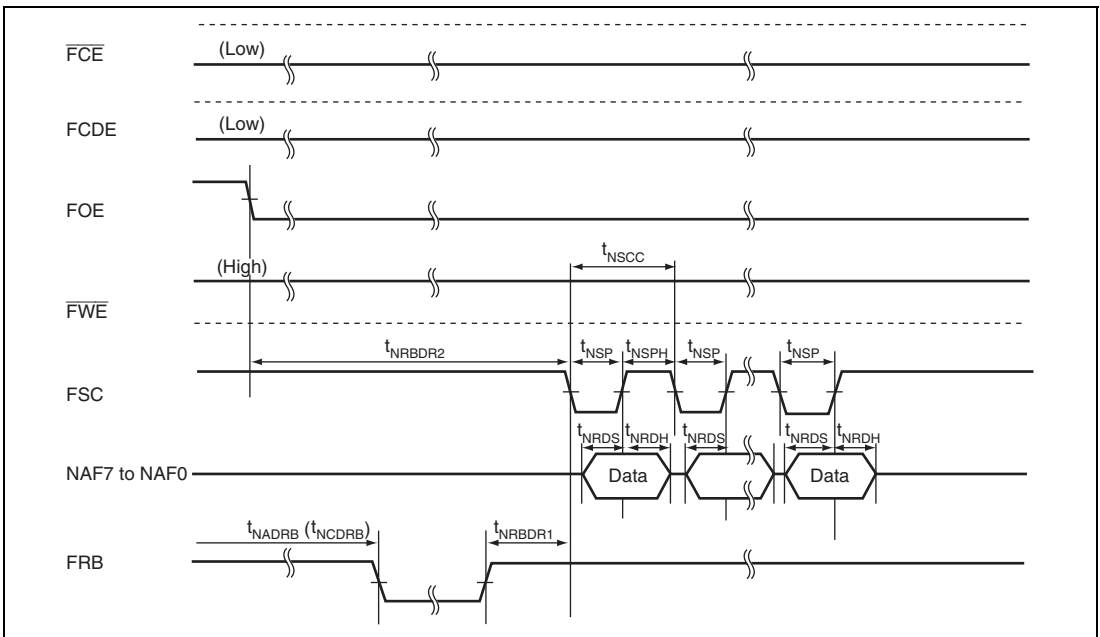 FCE (Low)
FCDE (Low)
FOE
tNSCC
(High)
FWE
tNRBDR2 tNSP tNSPH tNSP tNSP
FSC
tNRDS tNRDH tNRDS tNRDS tNRDH
NAF7 to NAF0 Data Data
tNADRB (tNCDRB) tNRBDR1
FRB